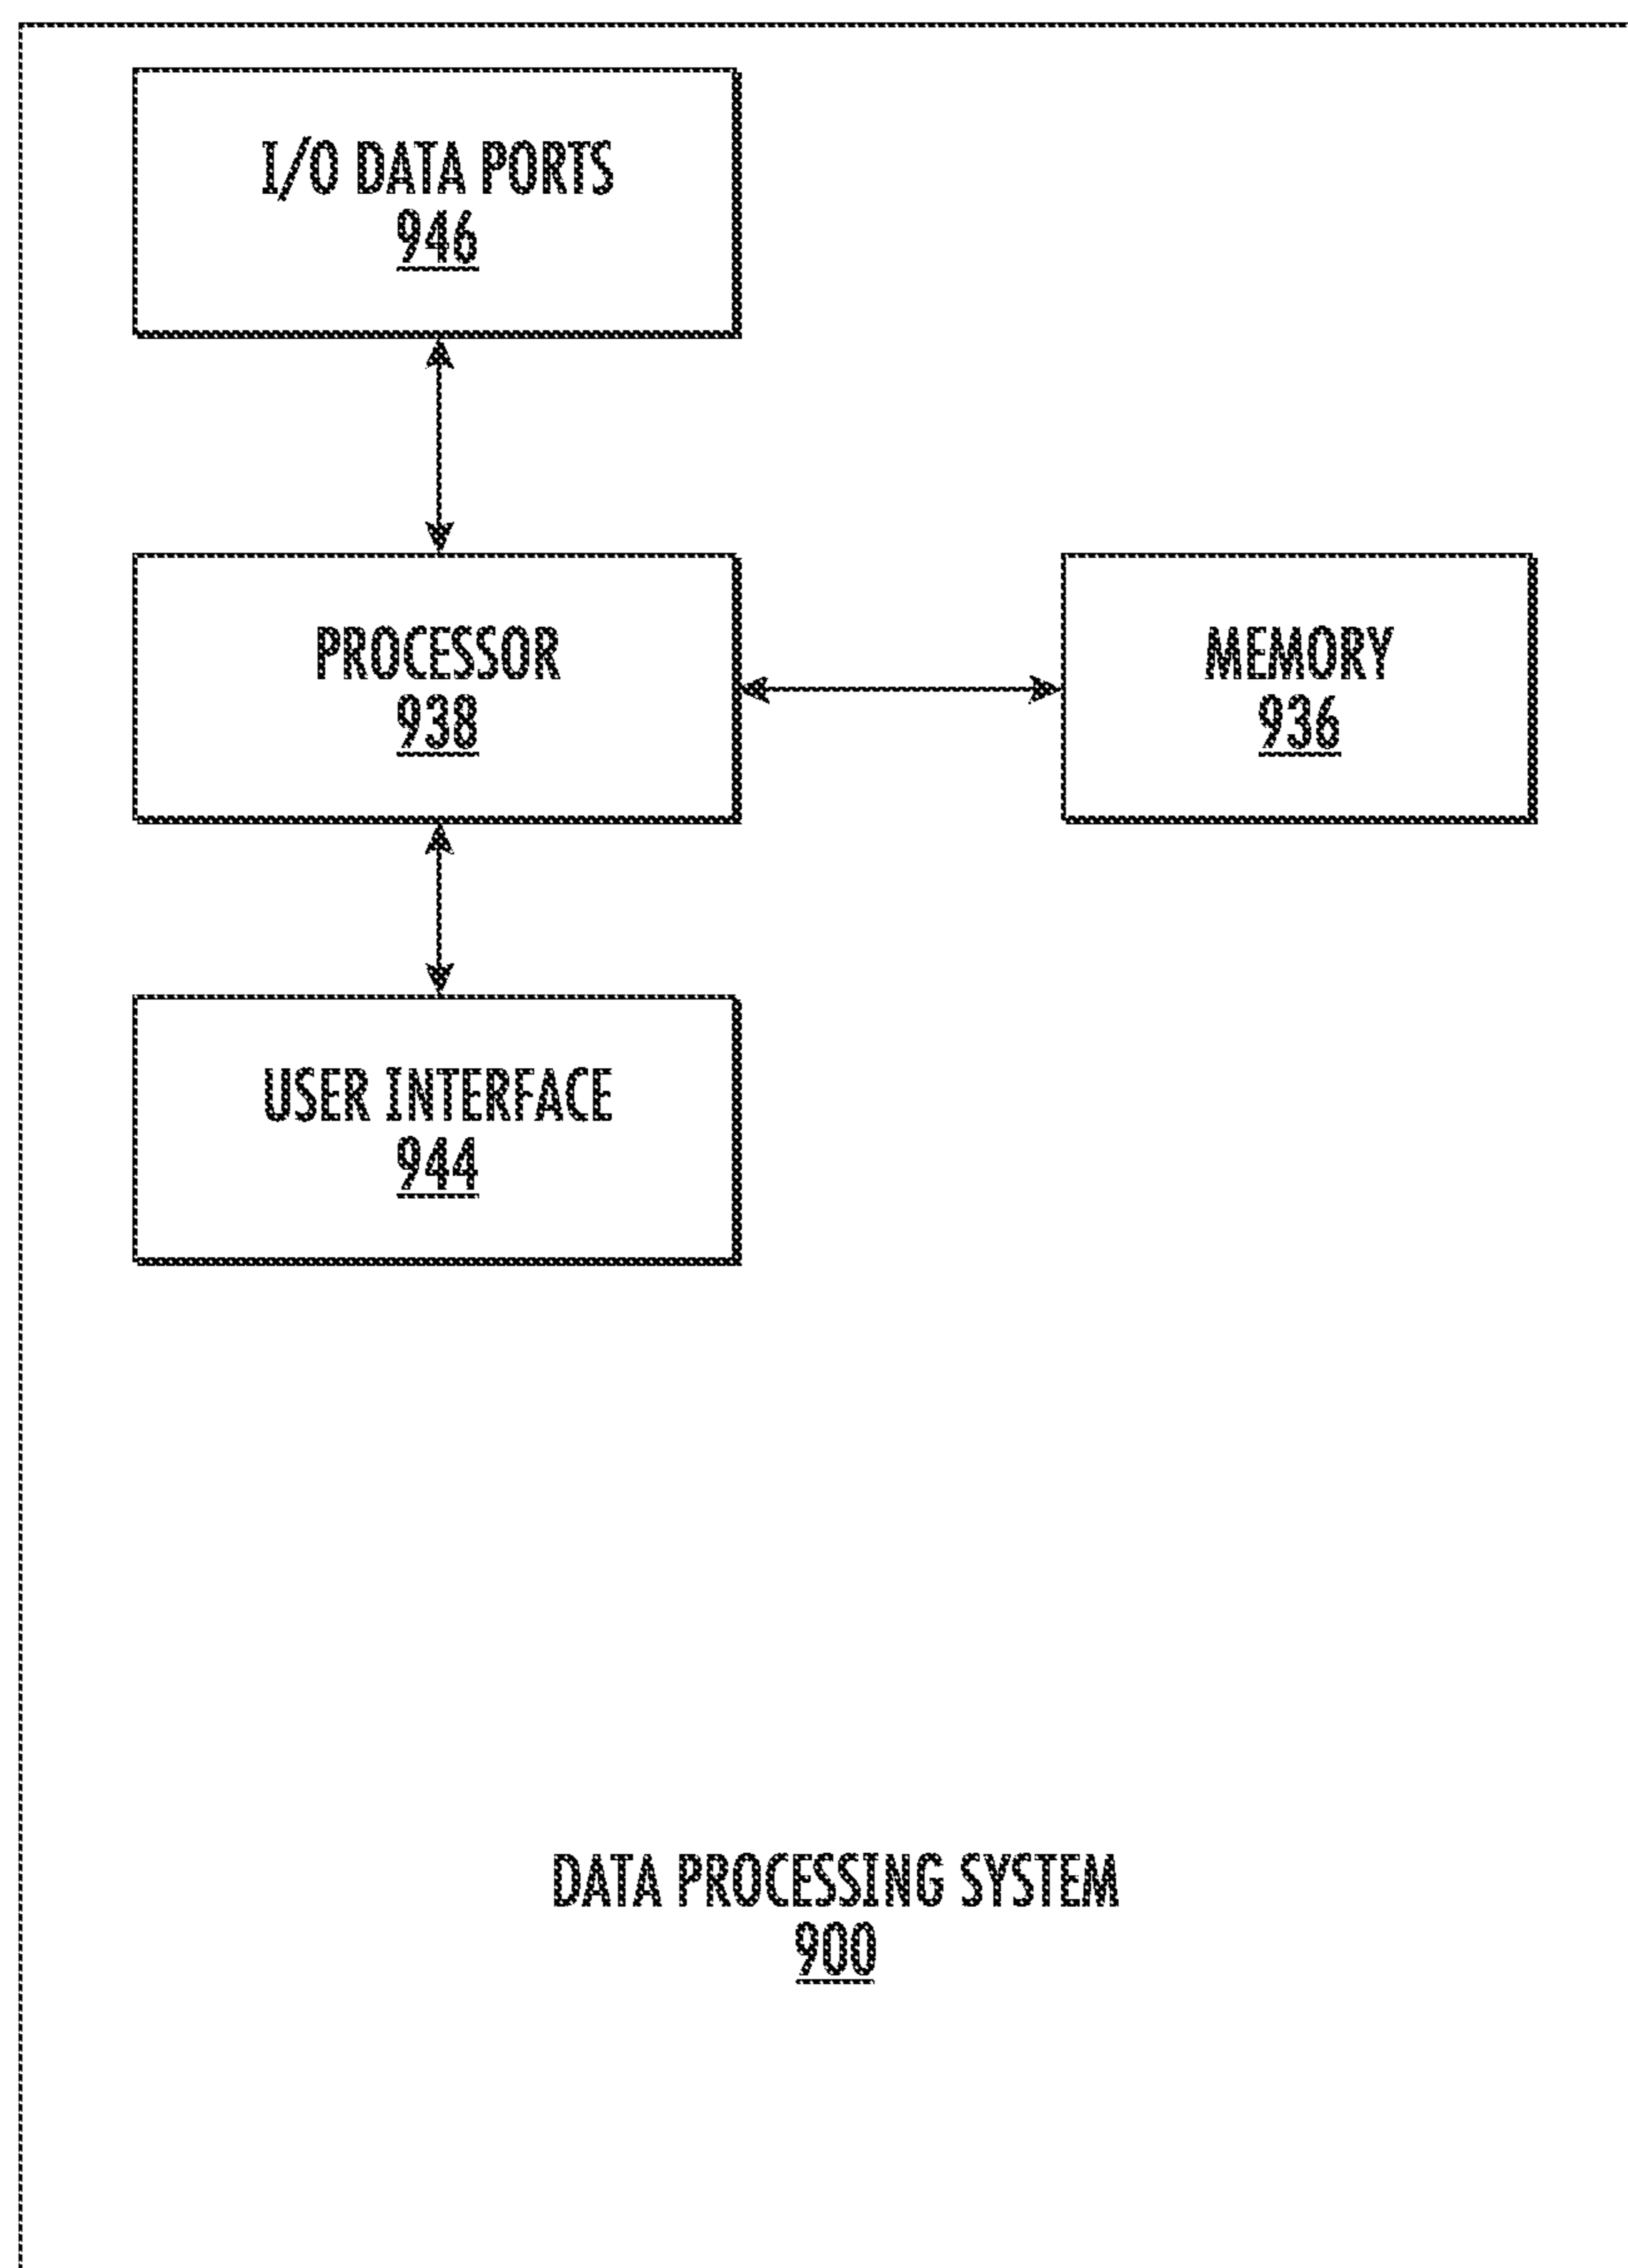 I/O DATA PORTS
946
PROCESSOR
938
MEMORY
936
USER INTERFACE
944
DATA PROCESSING SYSTEM
900